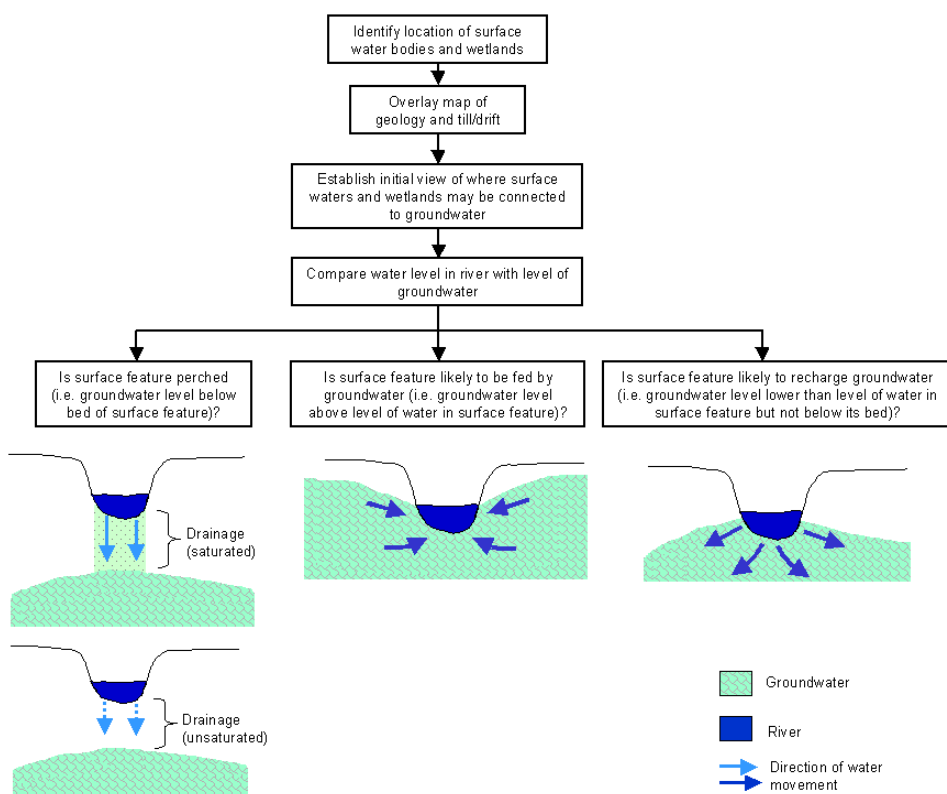 Identify location of surface
water bodies and wetlands
Overlay map of
geology and till/drift
Establish initial view of where surface
waters and wetlands may be connected
to groundwater
Compare water level in river with level of
groundwater
Is surface feature perched
(i.e. groundwater level below
bed of surface feature)?
Is surface feature likely to be fed by
groundwater (i.e. groundwater level
above level of water in surface feature)?
Is surface feature likely to recharge groundwater
(i.e. groundwater level lower than level of water in
surface feature but not below its bed)?
Drainage
(saturated)
Drainage
(unsaturated)
Groundwater
River
Direction of water
movement